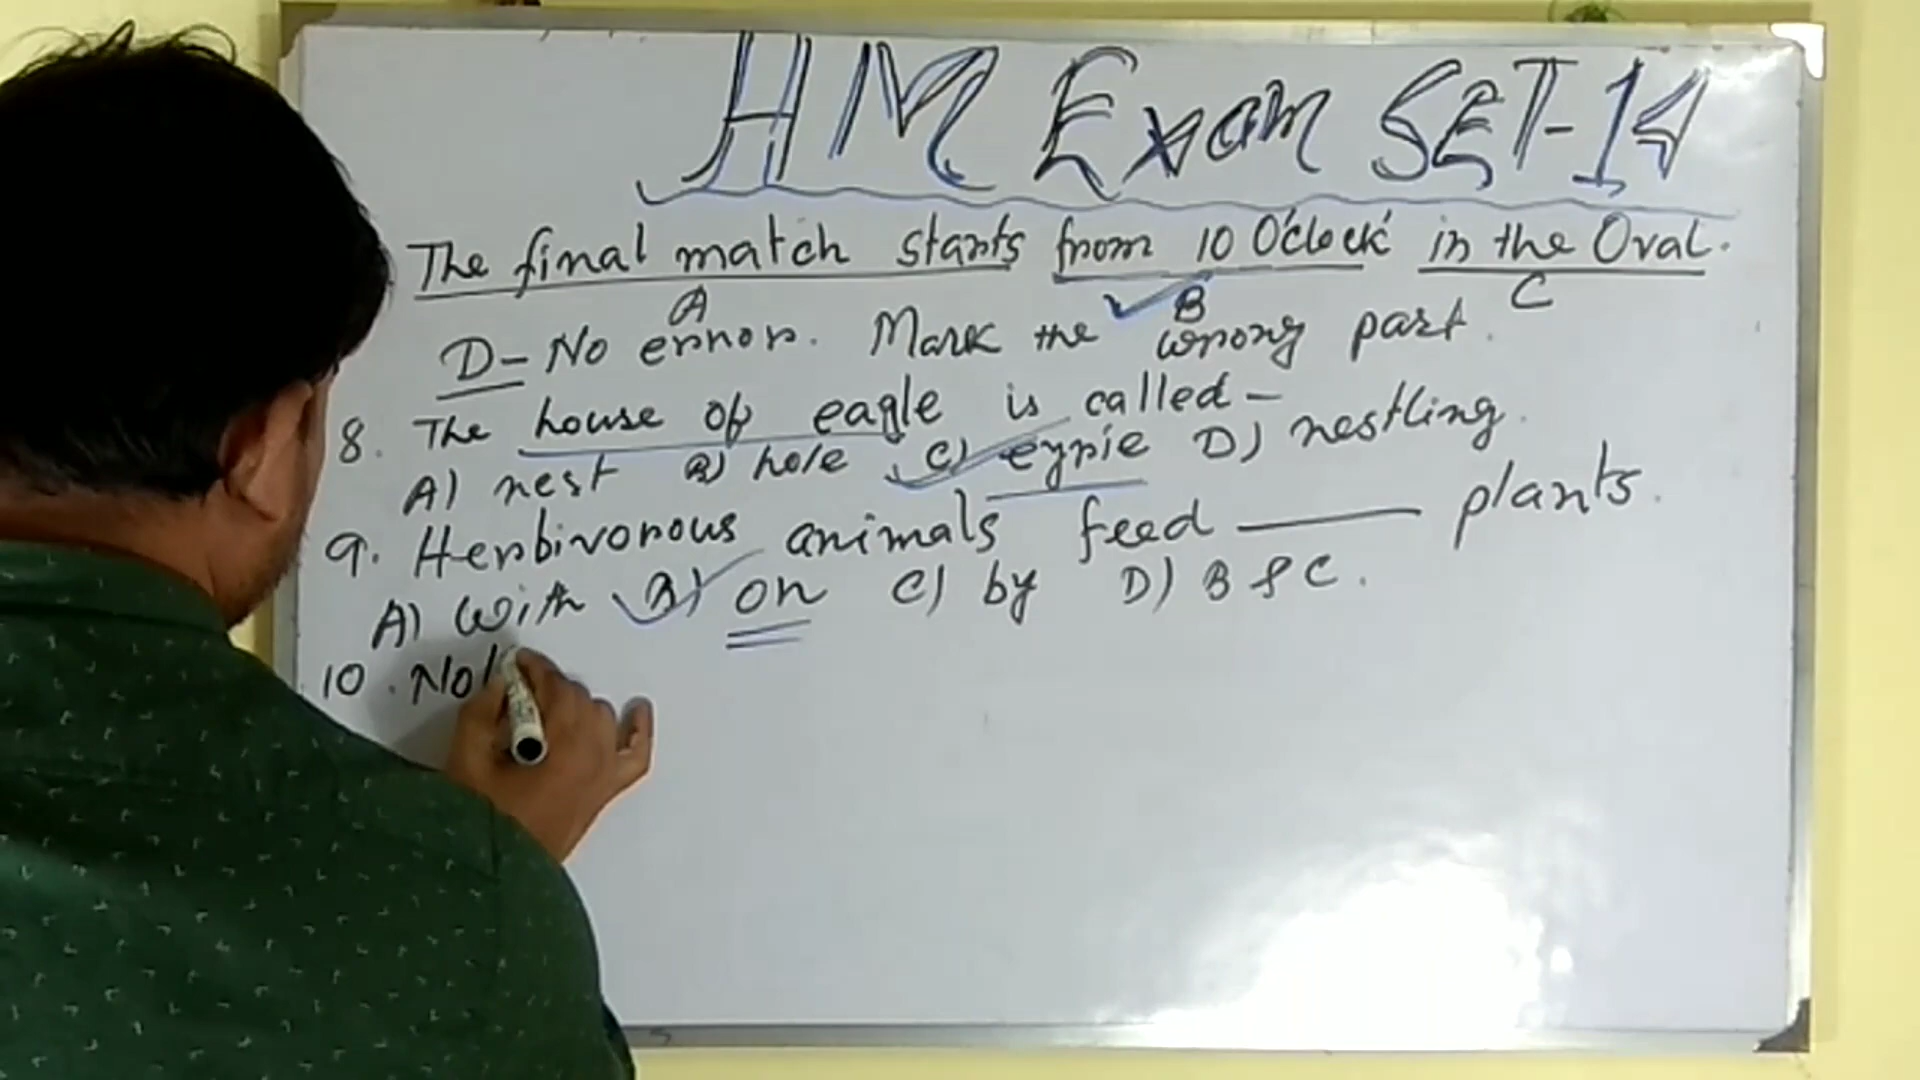 HM Exam SET-14
The final match starts from 10 O'clock in the Oval.
A B C
D- No error. Mark the wrong part.
8. The house of eagle is called-
A) nest B) hole C) eyrie D) nestling.
9. Herbivorous animals feed ——— plants.
A) With B) on C) by D) B & C.
10. No